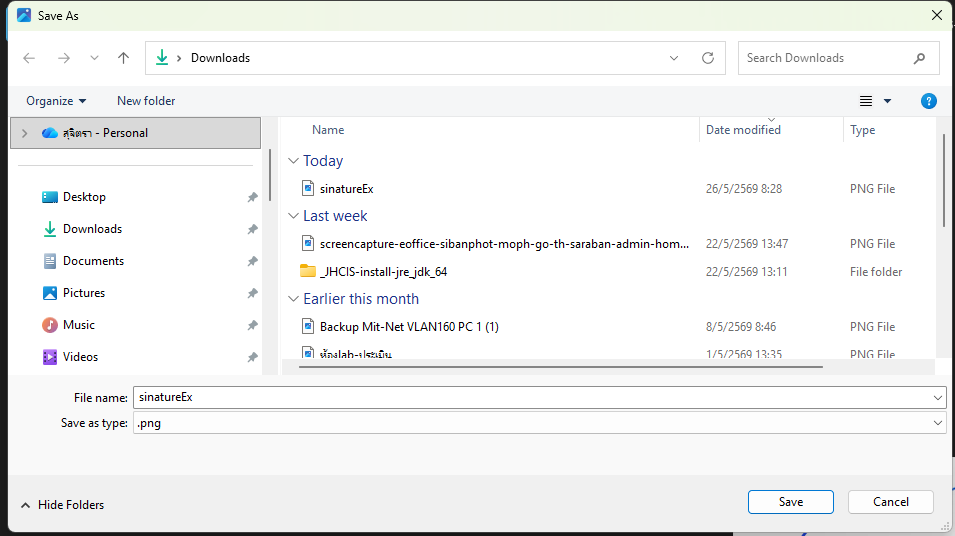 Save As
Downloads
Search Downloads
Organize
New folder
สุจิตรา - Personal
Desktop
Downloads
Documents
Pictures
Music
Videos
Name Date modified Type
Today
sinatureEx 26/5/2569 8:28 PNG File
Last week
screencapture-eoffice-sibanphot-moph-go-th-saraban-admin-hom... 22/5/2569 13:47 PNG File
_JHCIS-install-jre_jdk_64 22/5/2569 13:11 File folder
Earlier this month
Backup Mit-Net VLAN160 PC 1 (1) 8/5/2569 8:46 PNG File
ห้องlab-ประเมิน 1/5/2569 13:35 PNG File
File name: sinatureEx
Save as type: .png
Hide Folders
Save
Cancel